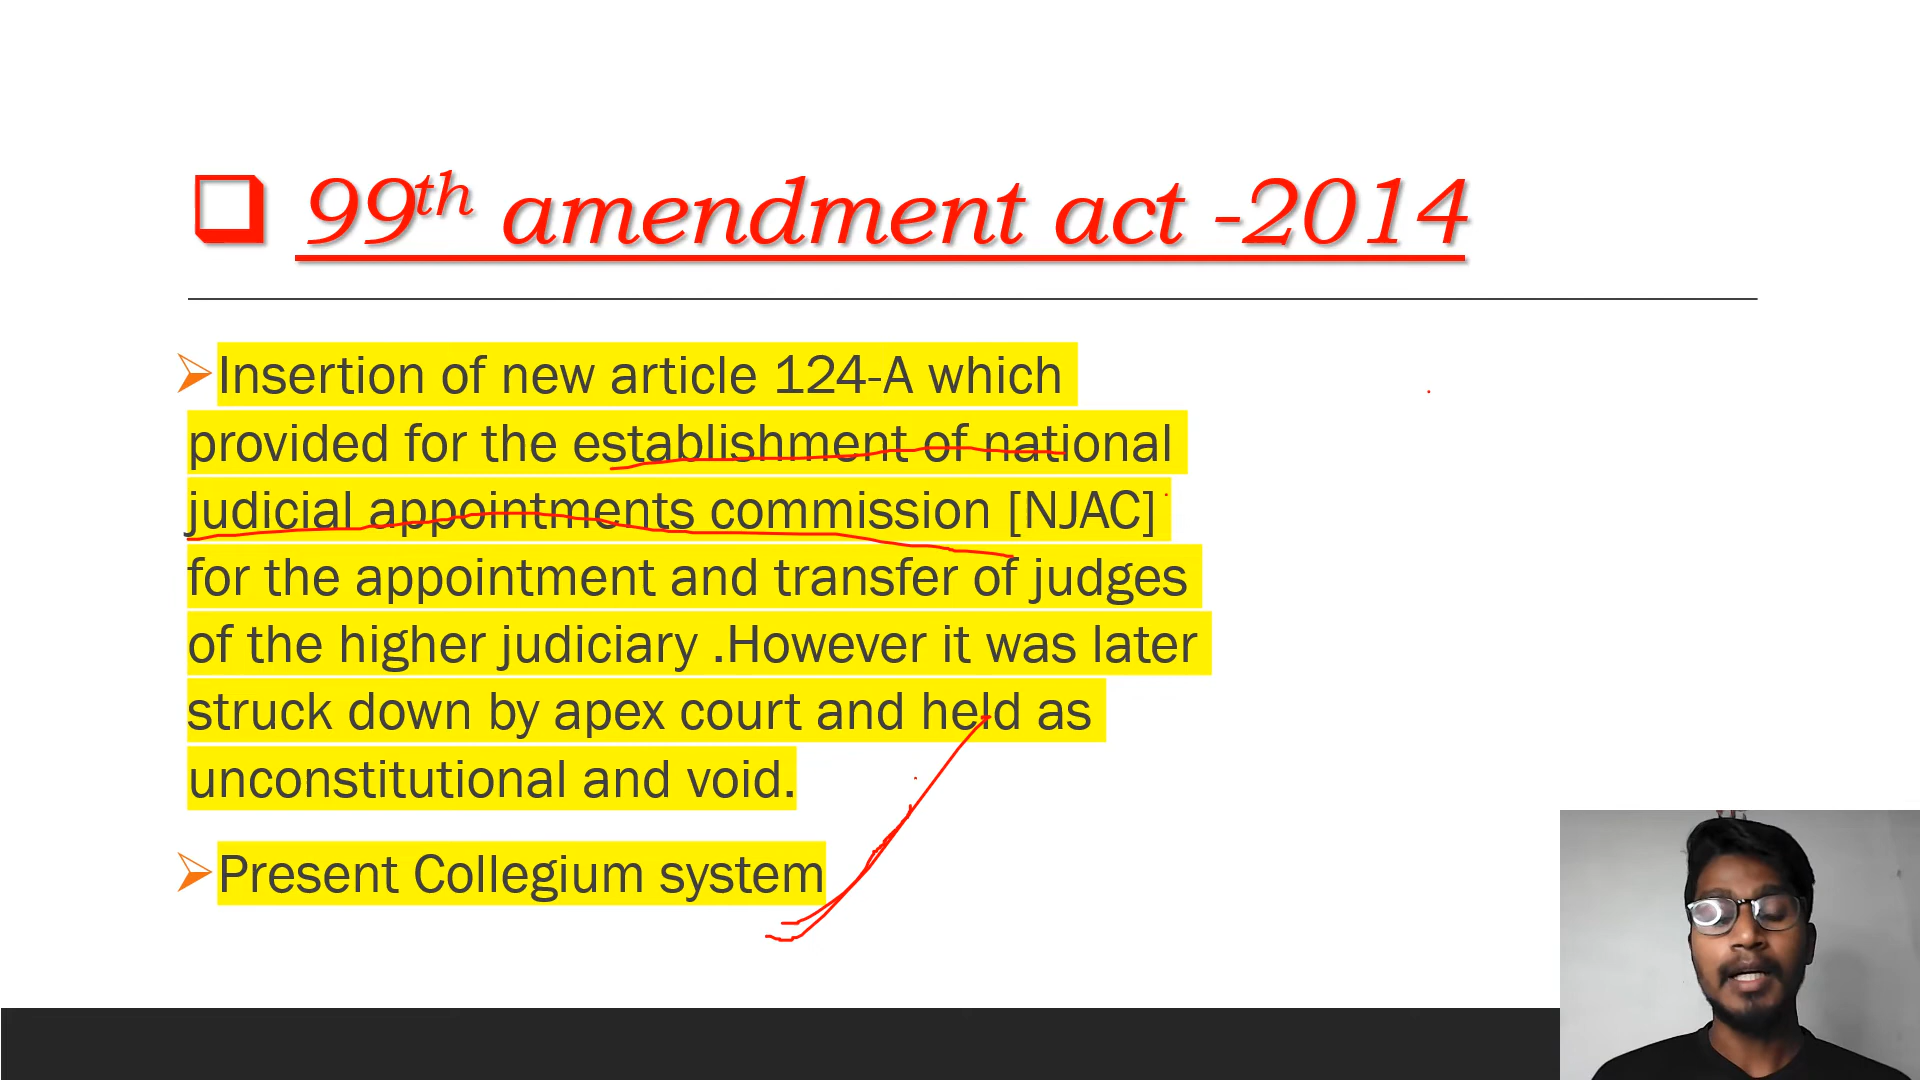 99th amendment act -2014
Insertion of new article 124-A which
provided for the establishment of national
judicial appointments commission [NJAC]
for the appointment and transfer of judges
of the higher judiciary .However it was later
struck down by apex court and held as
unconstitutional and void.
Present Collegium system